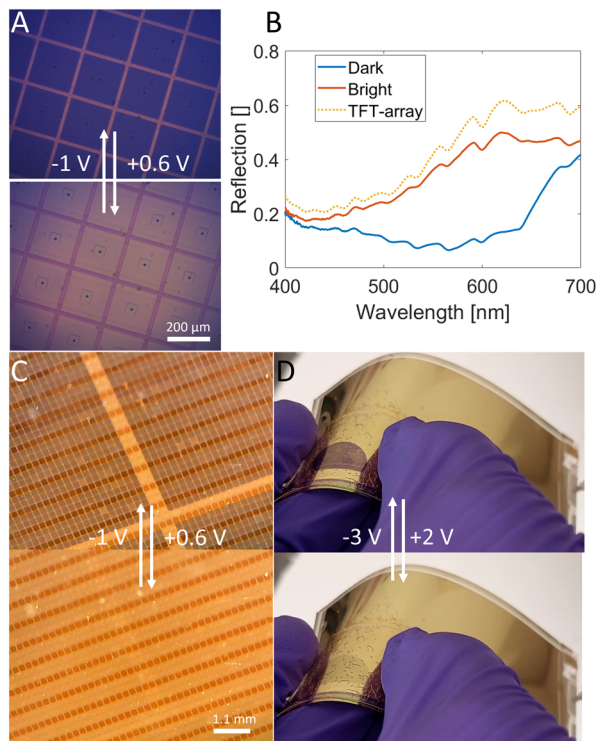 A
-1 V +0.6 V
200 µm
B
Dark
Bright
TFT-array
0.8
0.6
0.4
0.2
0
Reflection []
400 500 600 700
Wavelength [nm]
C
-1 V +0.6 V
1.1 mm
D
-3 V +2 V